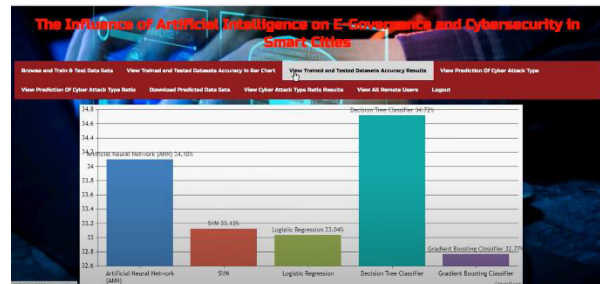 The Influence of Artificial Intelligence on E-Governance and Cybersecurity in
Smart Cities
Browse and Train & Test Data Sets View Trained and Tested Datasets Accuracy in Bar Chart View Trained and Tested Datasets Accuracy Results View Prediction Of Cyber Attack Type
View Prediction Of Cyber Attack Type Ratio Download Predicted Data Sets View Cyber Attack Type Ratio Results View All Remote Users Logout
34.8
Decision Tree Classifier 34.72%
34.6
34.4
Artificial Neural Network (ANN) 34.10%
34
33.8
33.6
33.4
33.2
SVM 33.13%
Logistic Regression 33.04%
33
32.8
Gradient Boosting Classifier 32.77%
32.6
Artificial Neural Network (ANN)
SVM
Logistic Regression
Decision Tree Classifier
Gradient Boosting Classifier